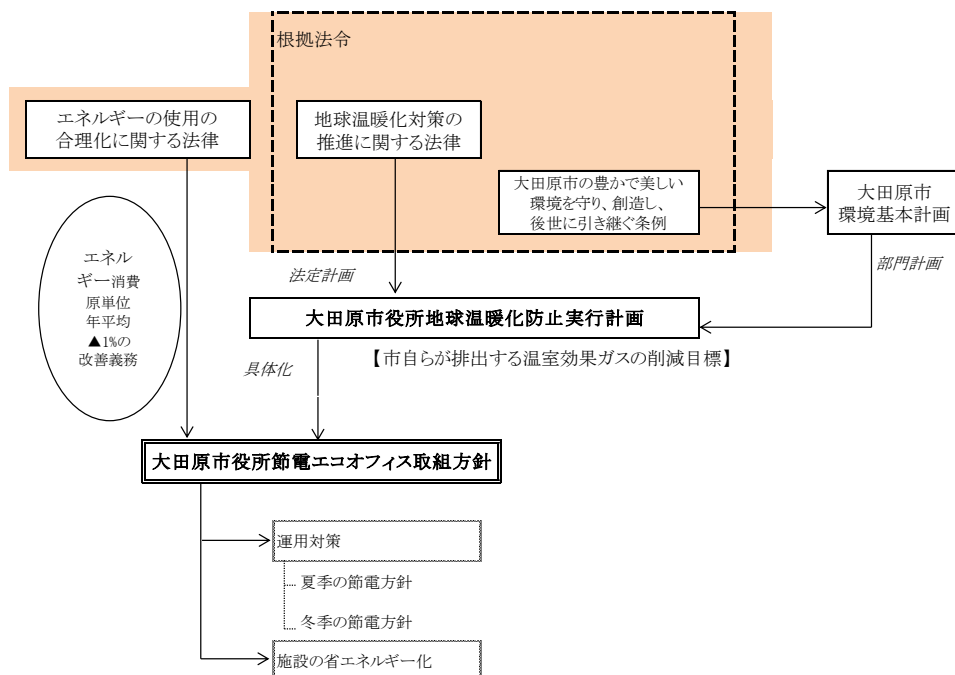 根拠法令
エネルギーの使用の
合理化に関する法律
地球温暖化対策の
推進に関する法律
大田原市の豊かで美しい
環境を守り、創造し、
後世に引き継ぐ条例
大田原市
環境基本計画
エネル
ギー消費
原単位
年平均
▲1%の
改善義務
法定計画
部門計画
大田原市役所地球温暖化防止実行計画
【市自らが排出する温室効果ガスの削減目標】
具体化
大田原市役所節電エコオフィス取組方針
運用対策
夏季の節電方針
冬季の節電方針
施設の省エネルギー化